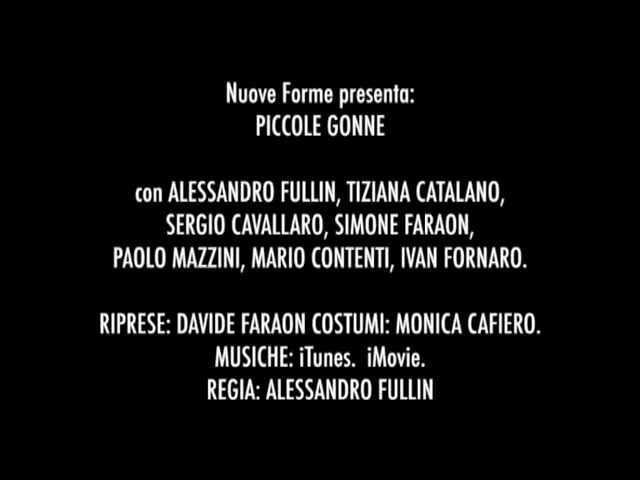 Nuove Forme presenta:
PICCOLE GONNE
con ALESSANDRO FULLIN, TIZIANA CATALANO,
SERGIO CAVALLARO, SIMONE FARAON,
PAOLO MAZZINI, MARIO CONTENTI, IVAN FORNARO.
RIPRESE: DAVIDE FARAON COSTUMI: MONICA CAFIERO.
MUSICHE: iTunes.  iMovie.
REGIA: ALESSANDRO FULLIN